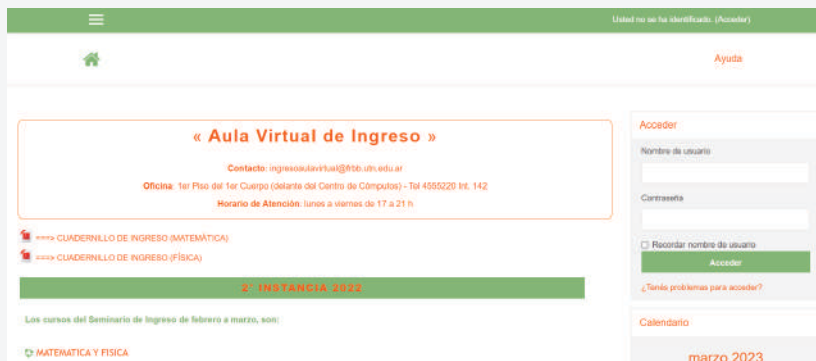 Usted no se ha identificado. (Acceder)
Ayuda
« Aula Virtual de Ingreso »
Contacto: ingresoaulavirtual@frbb.utn.edu.ar
Oficina: 1er Piso del 1er Cuerpo (delante del Centro de Cómputos) - Tel 4555220 Int. 142
Horario de Atención: lunes a viernes de 17 a 21 h
===> CUADERNILLO DE INGRESO (MATEMÁTICA)
===> CUADERNILLO DE INGRESO (FÍSICA)
2° INSTANCIA 2022
Los cursos del Seminario de Ingreso de febrero a marzo, son:
MATEMATICA Y FISICA
Acceder
Nombre de usuario
Contraseña
Recordar nombre de usuario
Acceder
¿Tenés problemas para acceder?
Calendario
marzo 2023